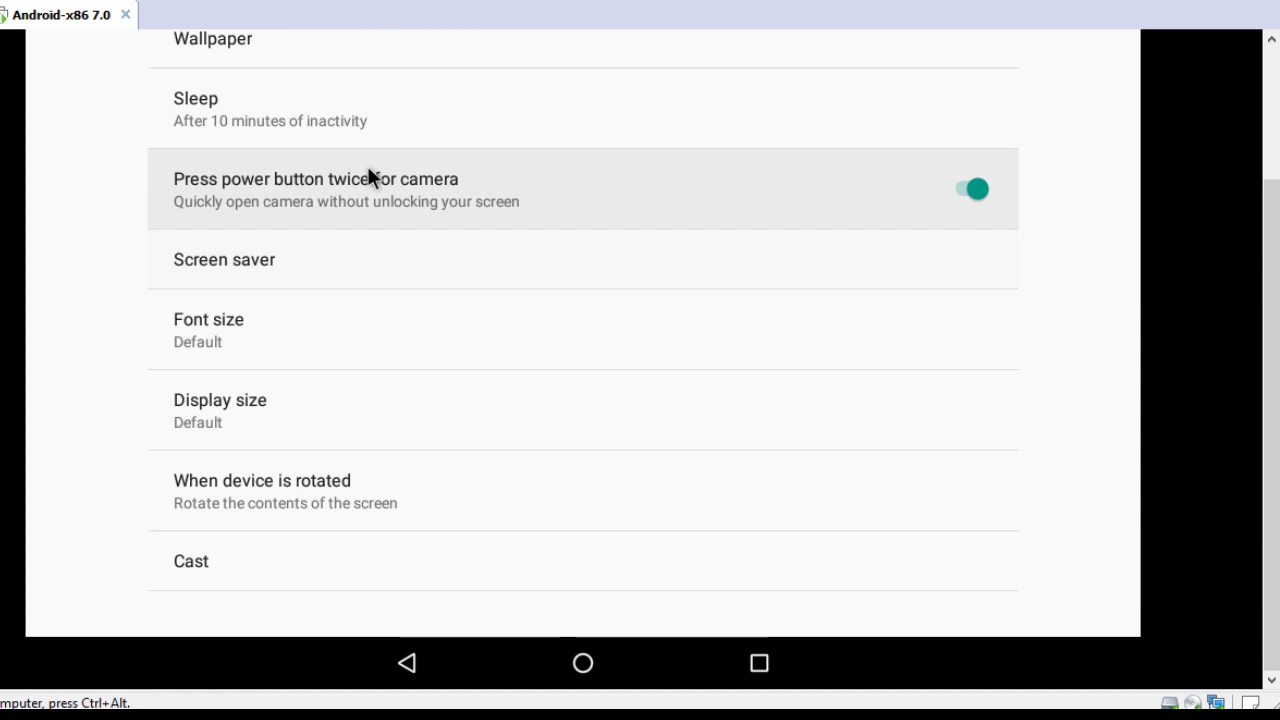 Android-x86 7.0
Wallpaper
Sleep
After 10 minutes of inactivity
Press power button twice for camera
Quickly open camera without unlocking your screen
Screen saver
Font size
Default
Display size
Default
When device is rotated
Rotate the contents of the screen
Cast
mputer, press Ctrl+Alt.